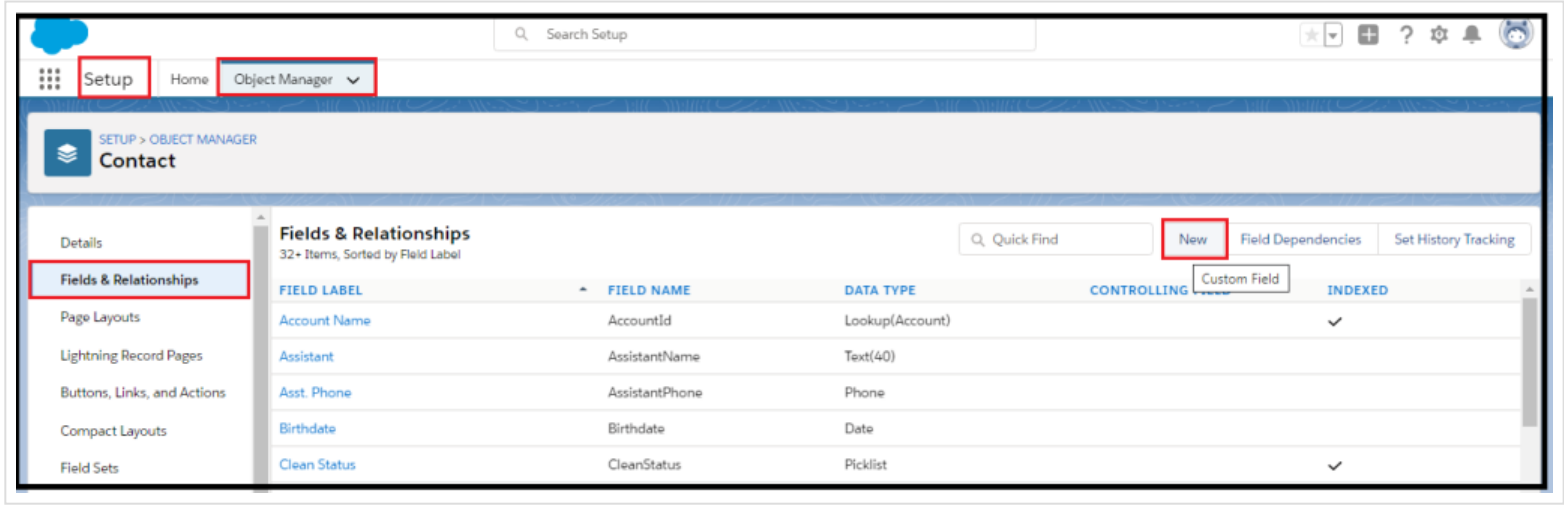 Search Setup
Setup Home Object Manager
SETUP > OBJECT MANAGER
Contact
Details
Fields & Relationships
Page Layouts
Lightning Record Pages
Buttons, Links, and Actions
Compact Layouts
Field Sets
Fields & Relationships
32+ Items, Sorted by Field Label
Quick Find New Field Dependencies Set History Tracking
Custom Field
FIELD LABEL FIELD NAME DATA TYPE CONTROLLING FIELD INDEXED
Account Name AccountId Lookup(Account)
Assistant AssistantName Text(40)
Asst. Phone AssistantPhone Phone
Birthdate Birthdate Date
Clean Status CleanStatus Picklist